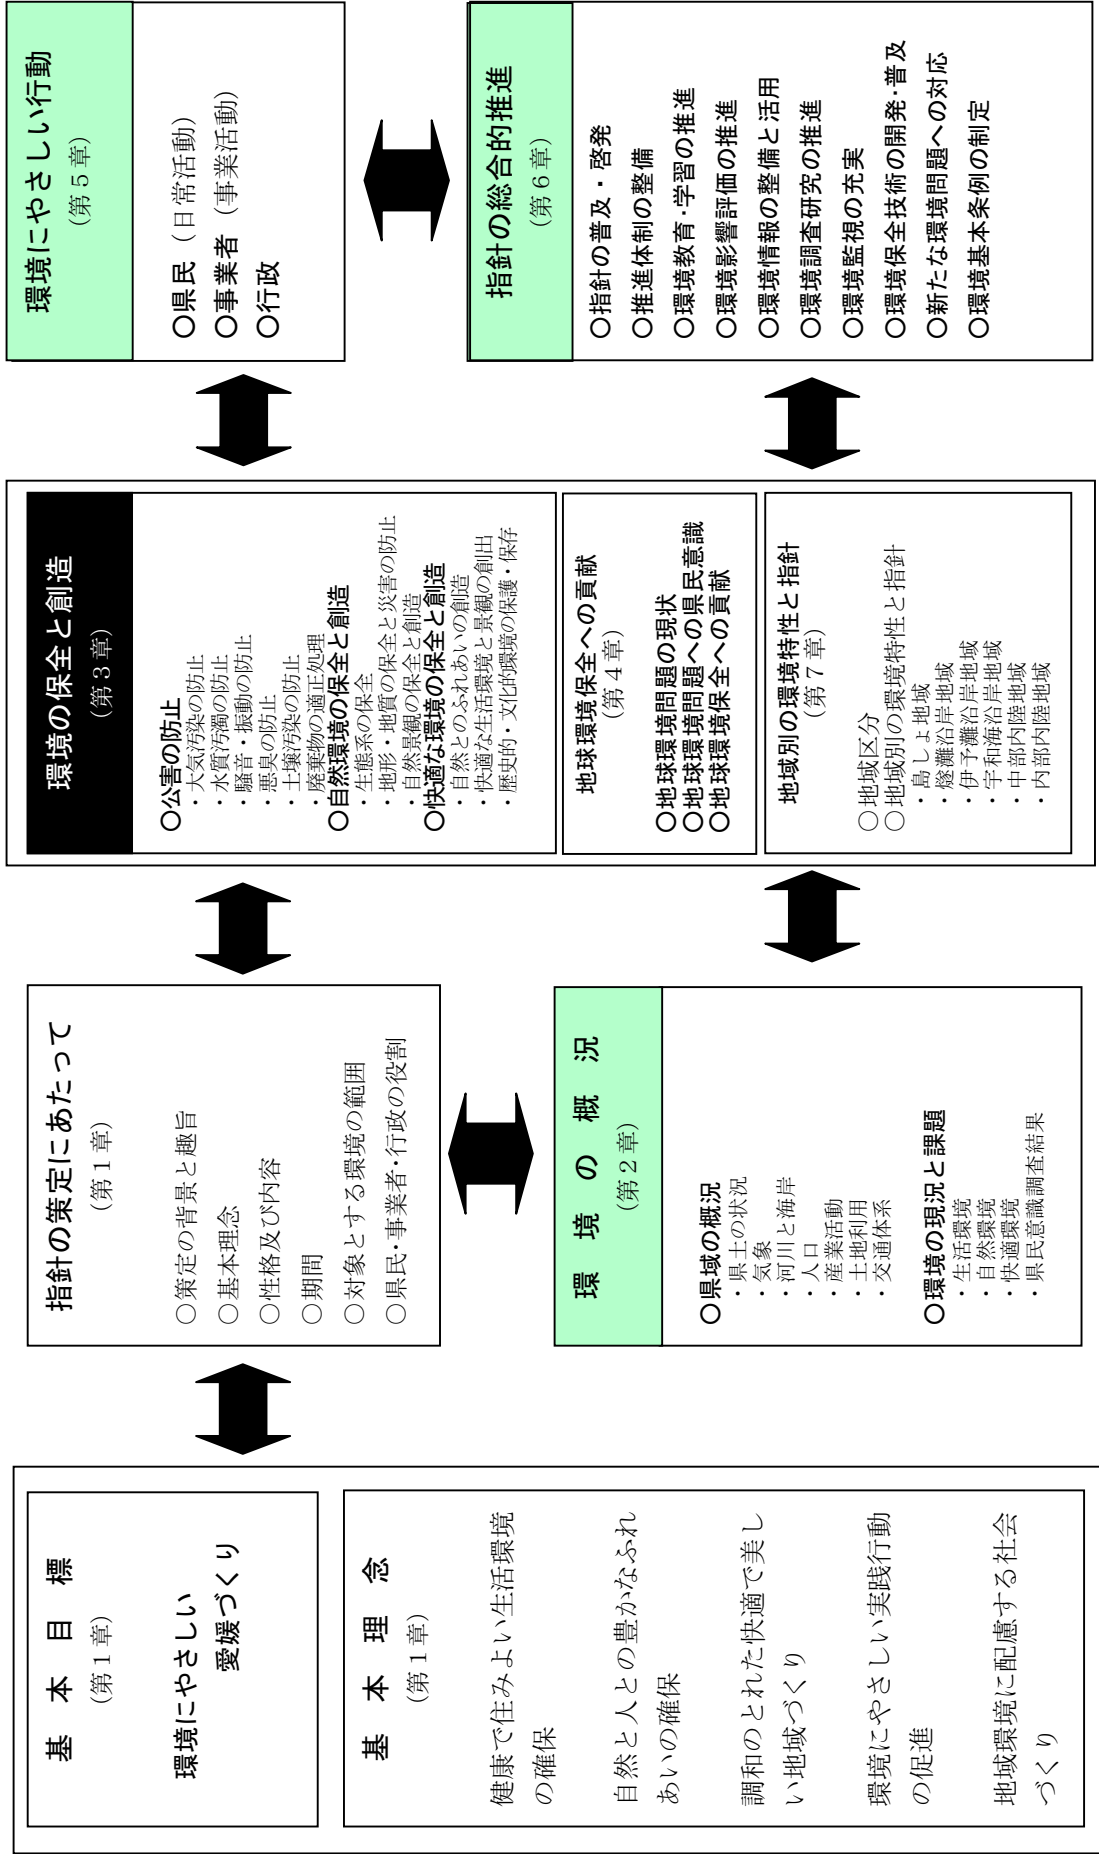 基本目標
(第１章)
環境にやさしい
愛媛づくり
基本理念
(第１章)
健康で住みよい生活環境
の確保
自然と人との豊かなふれ
あいの確保
調和のとれた快適で美し
い地域づくり
環境にやさしい実践行動
の促進
地域環境に配慮する社会
づくり
指針の策定にあたって
(第１章)
○策定の背景と趣旨
○基本理念
○性格及び内容
○期間
○対象とする環境の範囲
○県民・事業者・行政の役割
環境の概況
(第２章)
○県域の概況
・県土の状況
・気象
・河川と海岸
・人口
・産業活動
・土地利用
・交通体系
○環境の現況と課題
・生活環境
・自然環境
・快適環境
・県民意識調査結果
環境の保全と創造
(第３章)
○公害の防止
・大気汚染の防止
・水質汚濁の防止
・騒音・振動の防止
・悪臭の防止
・土壌汚染の防止
・廃棄物の適正処理
○自然環境の保全と創造
・生態系の保全
・地形・地質の保全と災害の防止
・自然景観の保全と創造
○快適な環境の保全と創造
・自然とのふれあいの創造
・快適な生活環境と景観の創出
・歴史的・文化的環境の保護・保存
地球環境保全への貢献
(第４章)
○地球環境問題の現状
○地球環境問題への県民意識
○地球環境保全への貢献
地域別の環境特性と指針
(第７章)
○地域区分
○地域別の環境特性と指針
・島しょ地域
・燧灘沿岸地域
・伊予灘沿岸地域
・宇和海沿岸地域
・中部内陸地域
・内部内陸地域
環境にやさしい行動
(第５章)
○県民（日常活動）
○事業者（事業活動）
○行政
指針の総合的推進
(第６章)
○指針の普及・啓発
○推進体制の整備
○環境教育・学習の推進
○環境影響評価の推進
○環境情報の整備と活用
○環境調査研究の推進
○環境監視の充実
○環境保全技術の開発・普及
○新たな環境問題への対応
○環境基本条例の制定